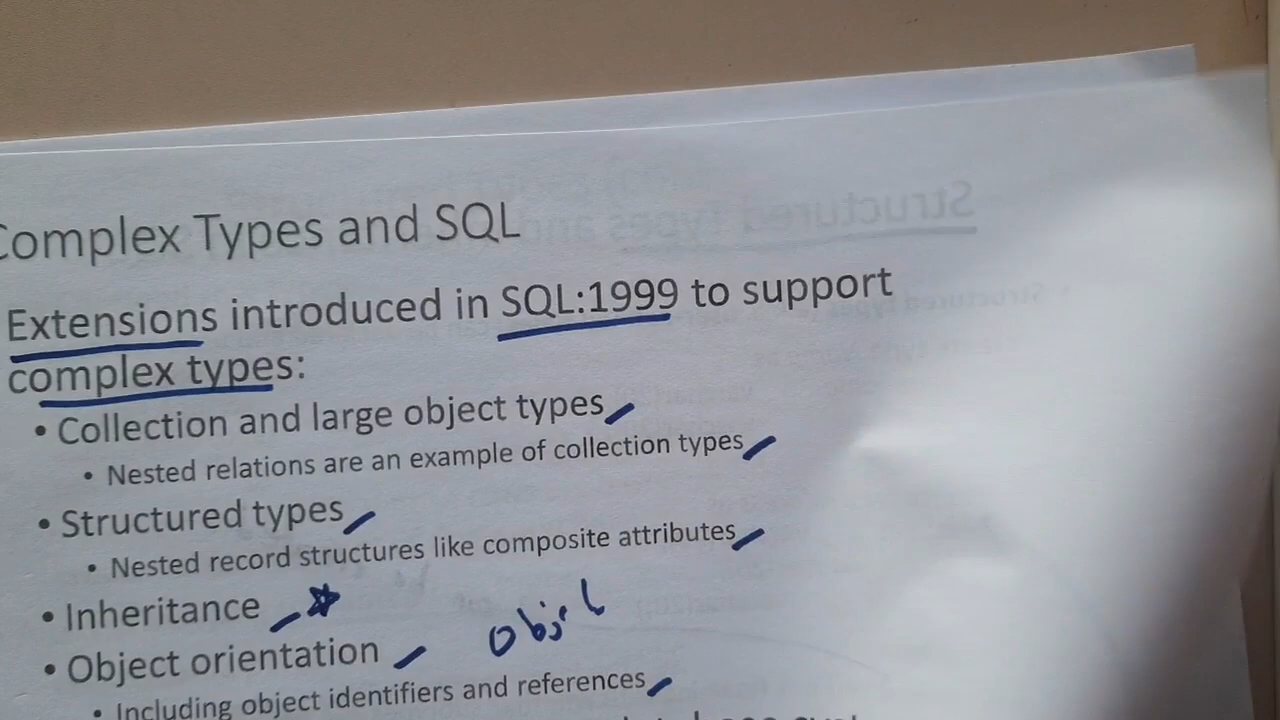 Complex Types and SQL
Extensions introduced in SQL:1999 to support
complex types:
• Collection and large object types
• Nested relations are an example of collection types
• Structured types
• Nested record structures like composite attributes
• Inheritance
• Object orientation
• Including object identifiers and references